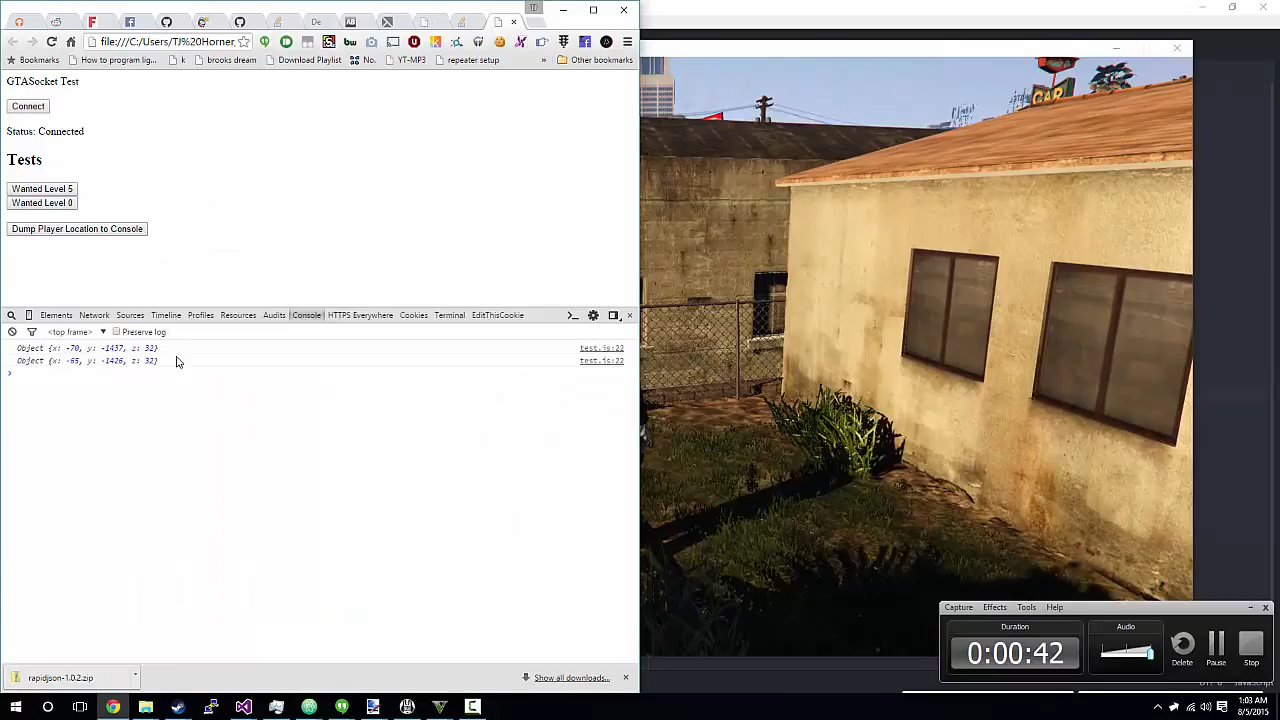 De
file:///C:/Users/TJ%20Horner
Bookmarks
How to program lig...
k
brooks dream
Download Playlist
No.
YT-MP3
repeater setup
»
Other bookmarks
GTASocket Test
Connect
Status: Connected
Tests
Wanted Level 5
Wanted Level 0
Dump Player Location to Console
Elements Network Sources Timeline Profiles Resources Audits Console HTTPS Everywhere Cookies Terminal EditThisCookie
<top frame> Preserve log
Object {x: -70, y: -1437, z: 32} test.js:22
Object {x: -65, y: -1426, z: 32} test.js:22
rapidjson-1.0.2.zip
Show all downloads...
CAR
Capture Effects Tools Help
Duration
Audio
0:00:42
Delete
Pause
Stop
1:03 AM
8/5/2015